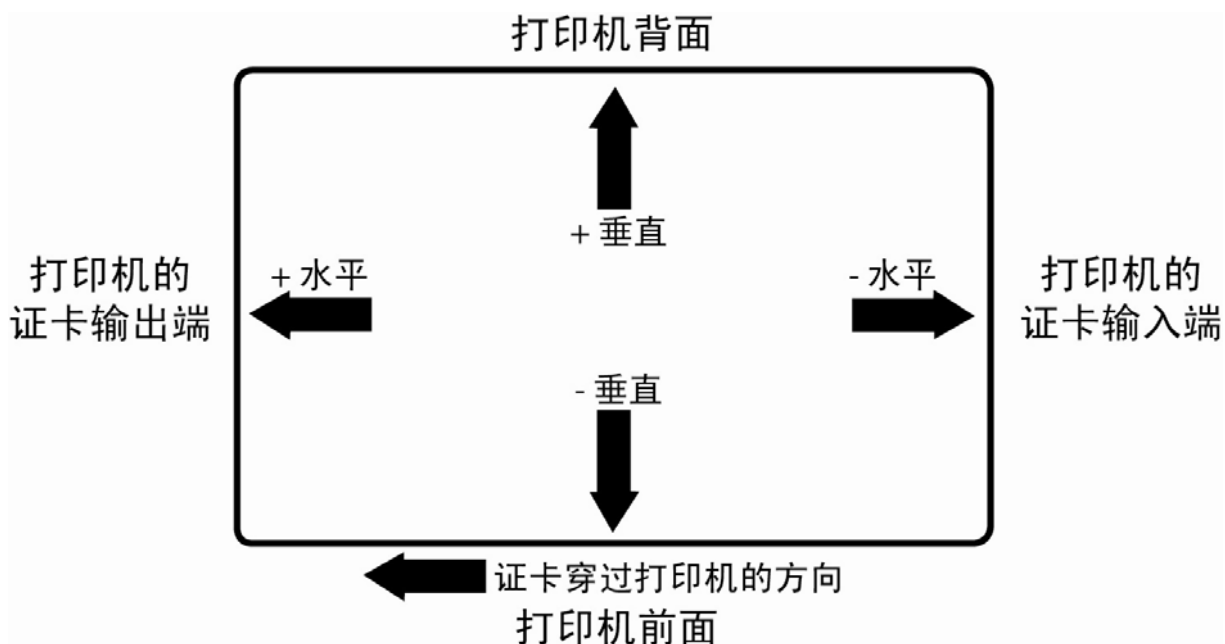 打印机背面
+ 垂直
打印机的
证卡输出端
+ 水平
- 水平
打印机的
证卡输入端
- 垂直
证卡穿过打印机的方向
打印机前面